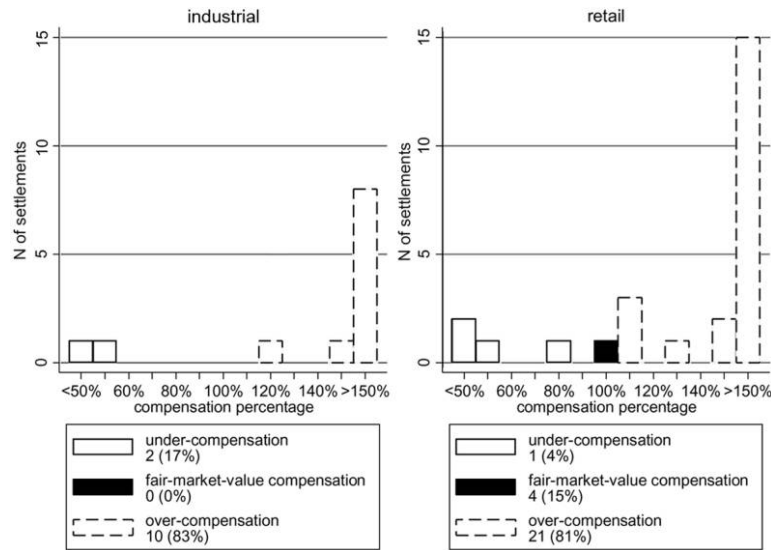 industrial
15
10
5
0
N of settlements
<50% 60% 80% 100% 120% 140% >150%
compensation percentage
under-compensation
2 (17%)
fair-market-value compensation
0 (0%)
over-compensation
10 (83%)
retail
15
10
5
0
N of settlements
<50% 60% 80% 100% 120% 140% >150%
compensation percentage
under-compensation
1 (4%)
fair-market-value compensation
4 (15%)
over-compensation
21 (81%)